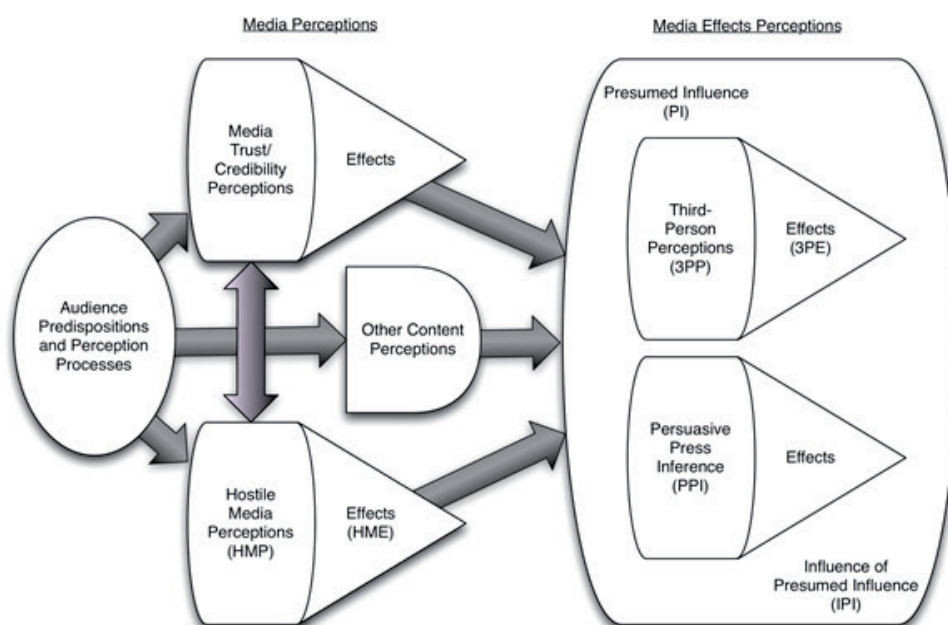 Media Perceptions
Media Effects Perceptions
Media
Trust/
Credibility
Perceptions
Effects
Audience
Predispositions
and Perception
Processes
Other Content
Perceptions
Hostile
Media
Perceptions
(HMP)
Effects
(HME)
Presumed Influence
(PI)
Third-
Person
Perceptions
(3PP)
Effects
(3PE)
Persuasive
Press
Inference
(PPI)
Effects
Influence of
Presumed Influence
(IPI)